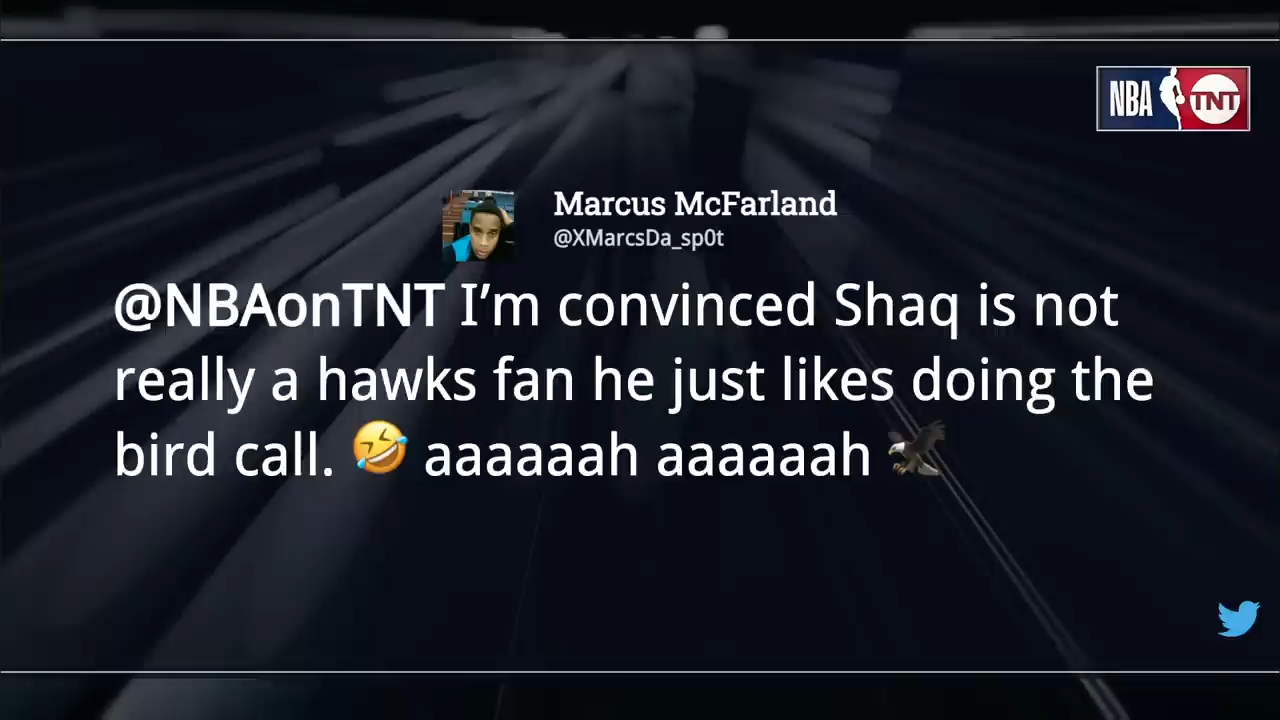 NBA TNT
Marcus McFarland
@XMarcsDa_sp0t
@NBAonTNT I’m convinced Shaq is not
really a hawks fan he just likes doing the
bird call. 🤣 aaaaaah aaaaaah 🦅